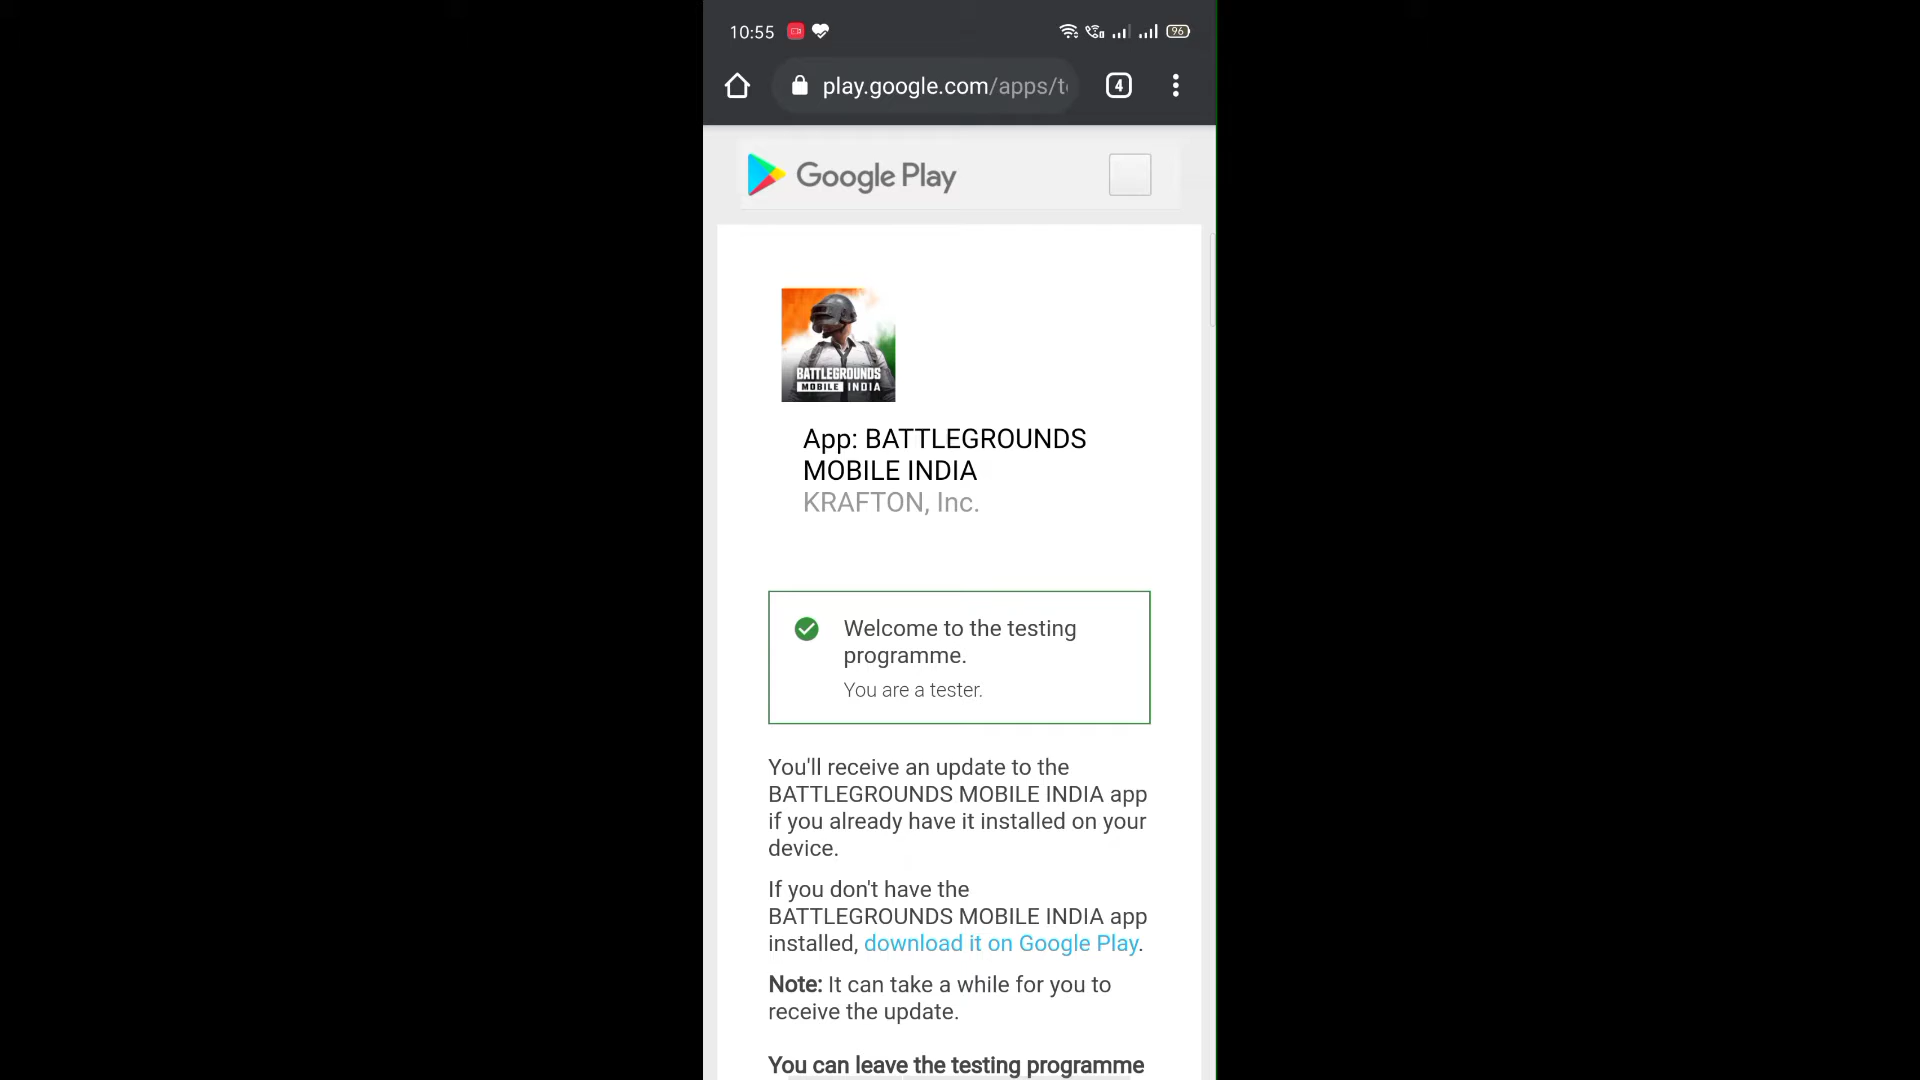 10:55
96
play.google.com/apps/t
4
Google Play
BATTLEGROUNDS
MOBILE INDIA
App: BATTLEGROUNDS
MOBILE INDIA
KRAFTON, Inc.
Welcome to the testing
programme.
You are a tester.
You'll receive an update to the
BATTLEGROUNDS MOBILE INDIA app
if you already have it installed on your
device.
If you don't have the
BATTLEGROUNDS MOBILE INDIA app
installed, download it on Google Play.
Note: It can take a while for you to
receive the update.
You can leave the testing programme